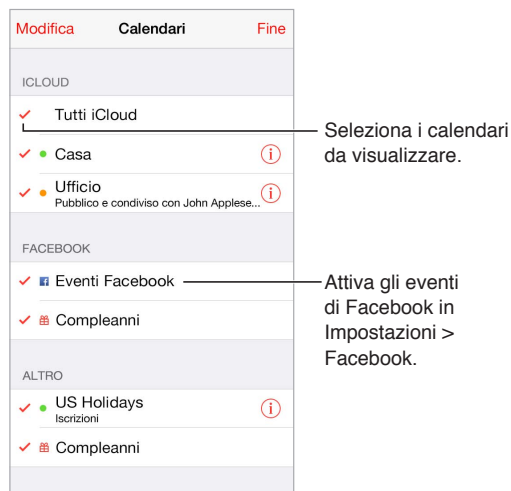 Modifica Calendari Fine
ICLOUD
Tutti iCloud
Casa
Ufficio
Pubblico e condiviso con John Applese...
FACEBOOK
Eventi Facebook
Compleanni
ALTRO
US Holidays
Iscrizioni
Compleanni
Seleziona i calendari
da visualizzare.
Attiva gli eventi
di Facebook in
Impostazioni >
Facebook.